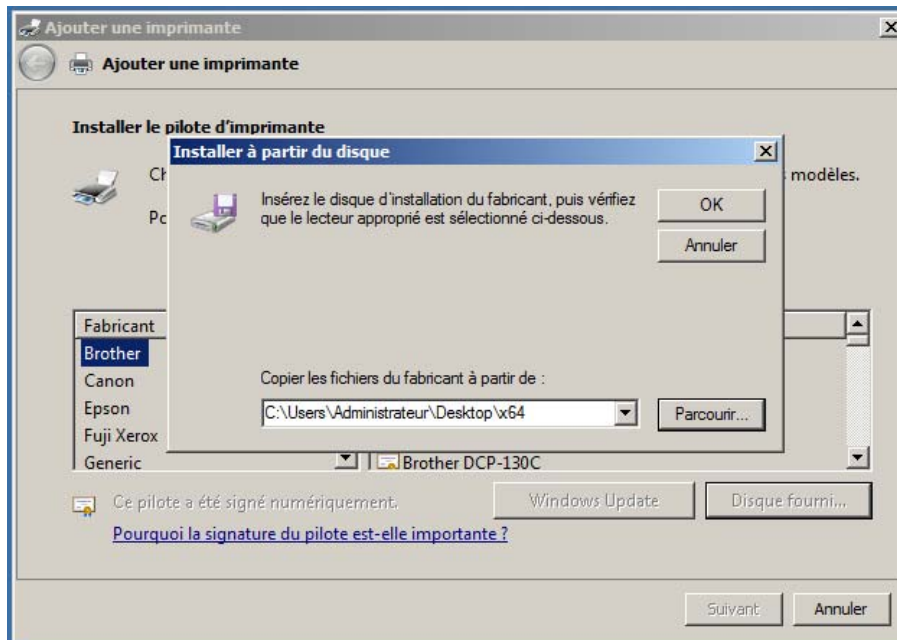 Ajouter une imprimante
Ajouter une imprimante
Installer le pilote d'imprimante
Installer à partir du disque
modèles.
Insérez le disque d'installation du fabricant, puis vérifiez
que le lecteur approprié est sélectionné ci-dessous.
OK
Annuler
Fabricant
Brother
Canon
Epson
Fuji Xerox
Generic
Copier les fichiers du fabricant à partir de :
C:\Users\Administrateur\Desktop\x64
Parcourir...
Brother DCP-130C
Ce pilote a été signé numériquement.
Windows Update
Disque fourni...
Pourquoi la signature du pilote est-elle importante ?
Suivant
Annuler